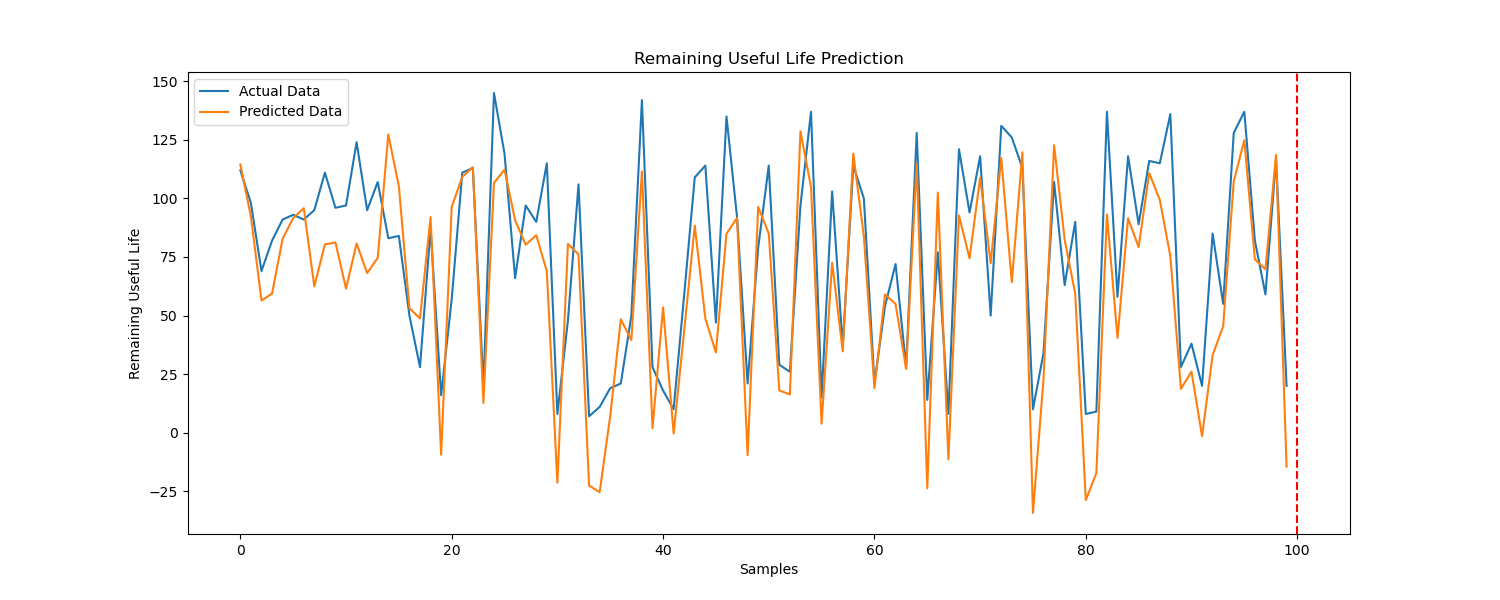 Remaining Useful Life Prediction
Actual Data
Predicted Data
Remaining Useful Life
150
125
100
75
50
25
0
−25
0 20 40 60 80 100
Samples